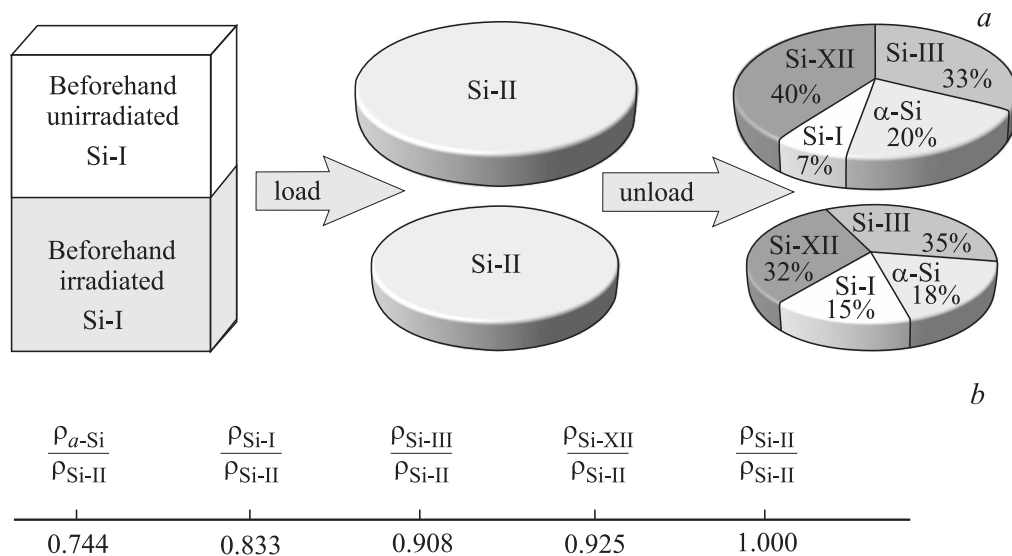 a
Beforehand
unirradiated
Si-I
Beforehand
irradiated
Si-I
load
Si-II
Si-II
unload
Si-XII
40%
Si-III
33%
Si-I
7%
α-Si
20%
Si-XII
32%
Si-III
35%
Si-I
15%
α-Si
18%
b
ρa-Si
ρSi-II
ρSi-I
ρSi-II
ρSi-III
ρSi-II
ρSi-XII
ρSi-II
ρSi-II
ρSi-II
0.744 0.833 0.908 0.925 1.000